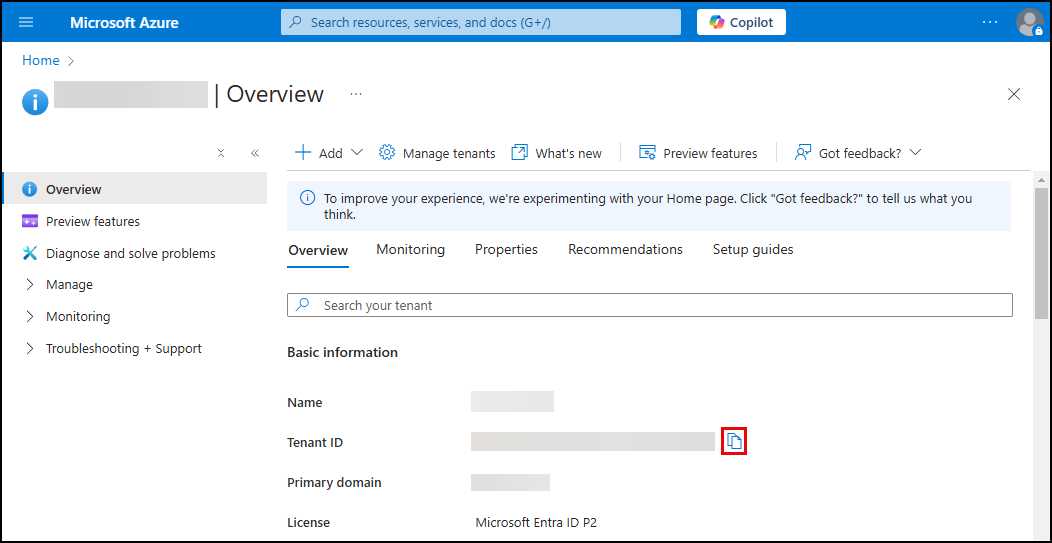 Microsoft Azure
Search resources, services, and docs (G+/)
Copilot
Home
| Overview
Add
Manage tenants
What's new
Preview features
Got feedback?
Overview
Preview features
Diagnose and solve problems
Manage
Monitoring
Troubleshooting + Support
To improve your experience, we're experimenting with your Home page. Click "Got feedback?" to tell us what you
think.
Overview
Monitoring
Properties
Recommendations
Setup guides
Search your tenant
Basic information
Name
Tenant ID
Primary domain
License
Microsoft Entra ID P2